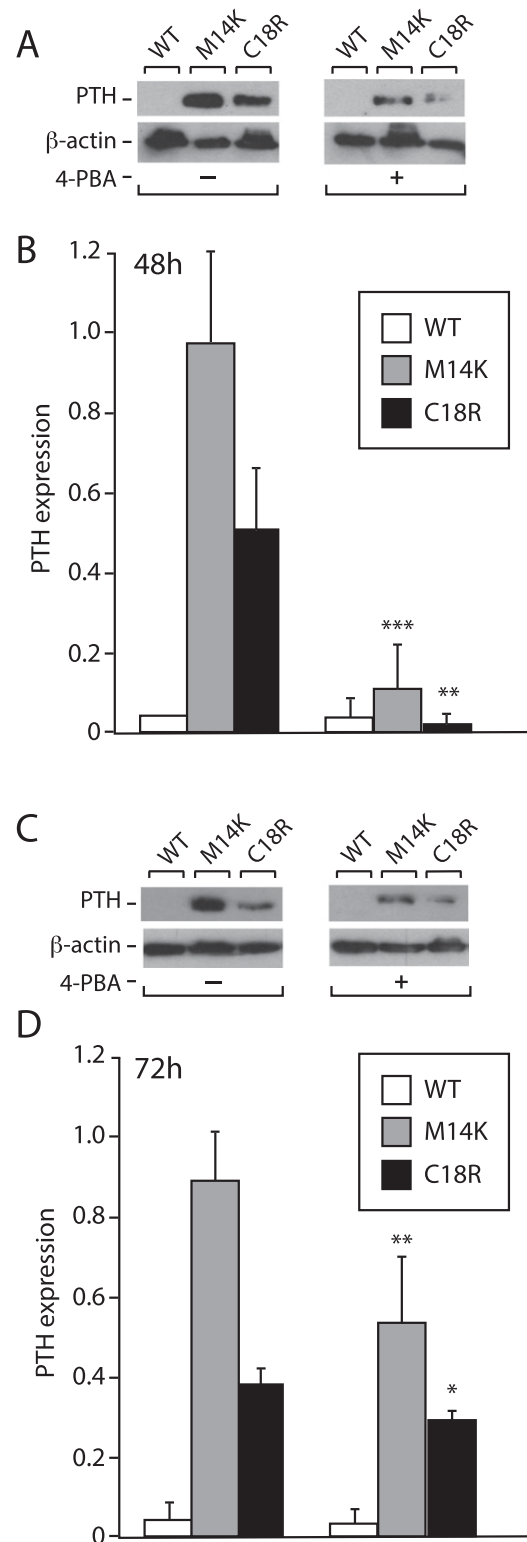 A
WT M14K C18R WT M14K C18R
PTH
β-actin
4-PBA − +
B
48h
1.2
1.0
0.8
0.6
0.4
0.2
0
PTH expression
WT
M14K
C18R
***
**
C
WT M14K C18R WT M14K C18R
PTH
β-actin
4-PBA − +
D
72h
1.2
1.0
0.8
0.6
0.4
0.2
0
PTH expression
WT
M14K
C18R
**
*